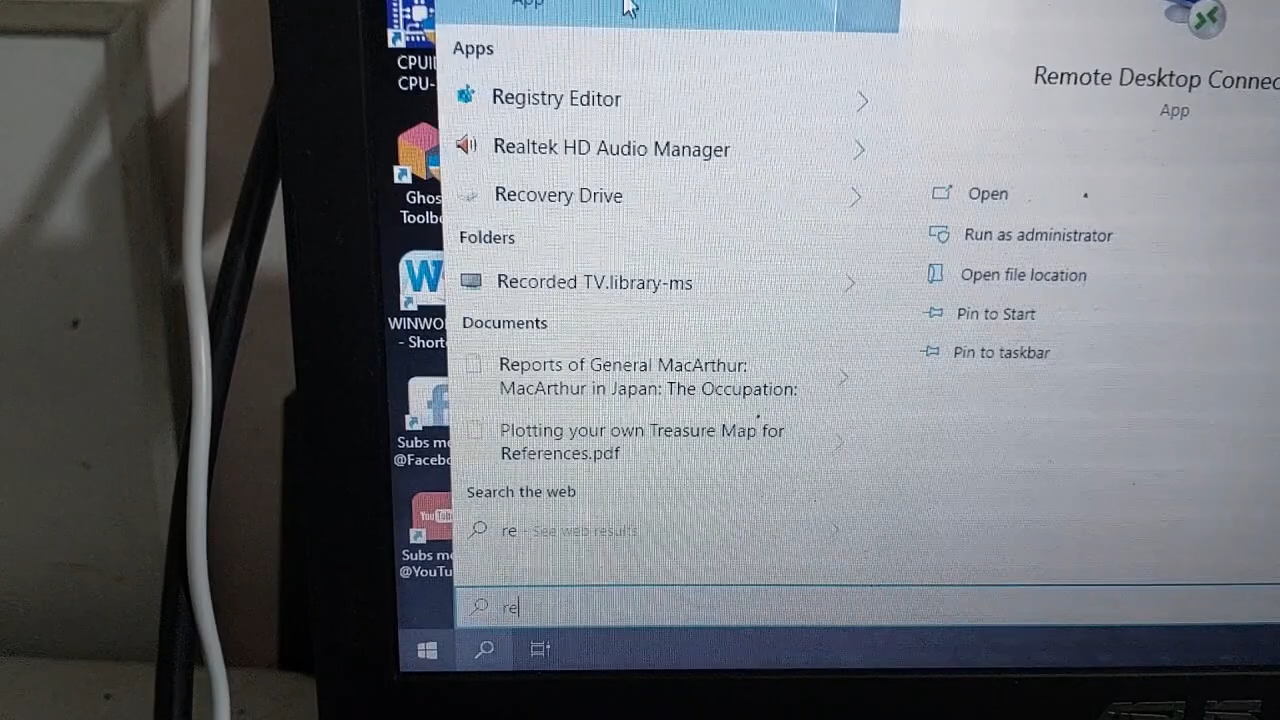 App
Apps
Registry Editor
Realtek HD Audio Manager
Recovery Drive
Folders
Recorded TV.library-ms
Documents
Reports of General MacArthur:
MacArthur in Japan: The Occupation:
Plotting your own Treasure Map for
References.pdf
Search the web
re - See web results
re
Remote Desktop Connec
App
Open
Run as administrator
Open file location
Pin to Start
Pin to taskbar
CPUI
CPU-
Ghos
Toolb
W
WINWO
- Short
f
Subs m
@Facebo
YouTub
Subs m
@YouTu